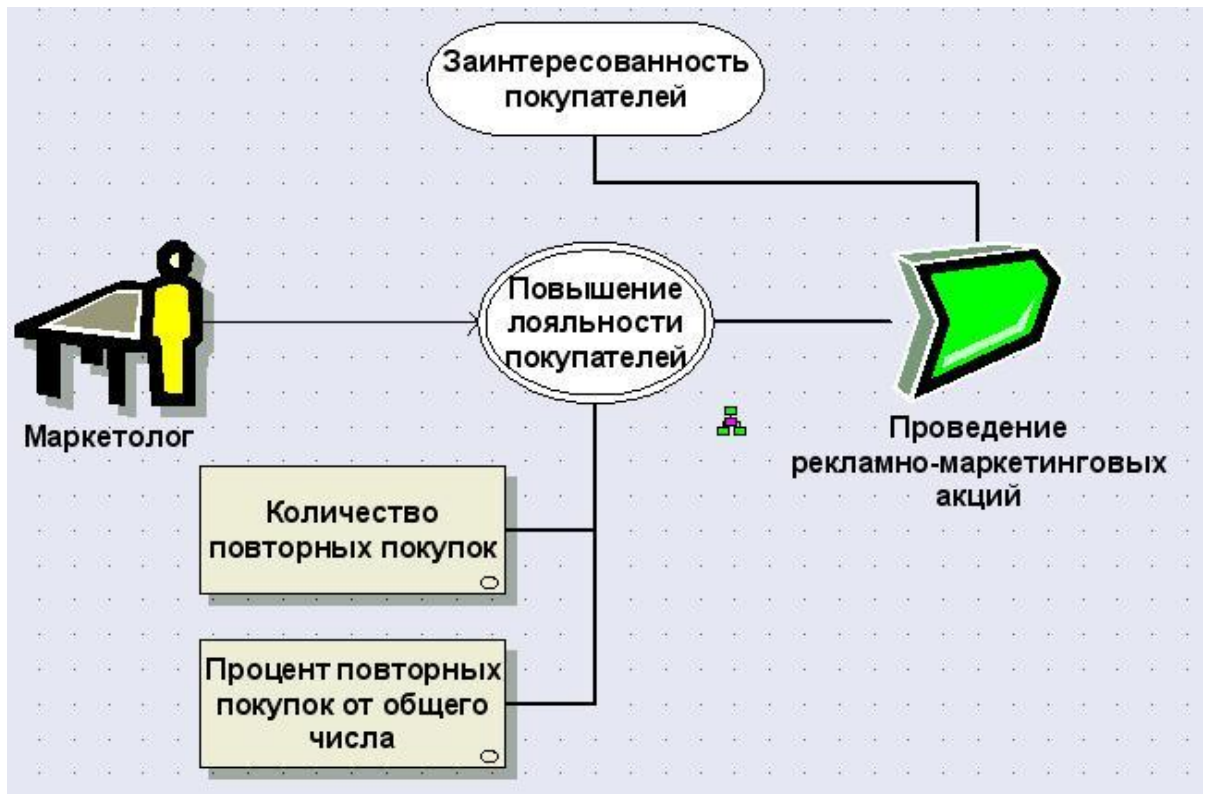 Заинтересованность
покупателей
Повышение
лояльности
покупателей
Маркетолог
Проведение
рекламно-маркетинговых
акций
Количество
повторных покупок
Процент повторных
покупок от общего
числа